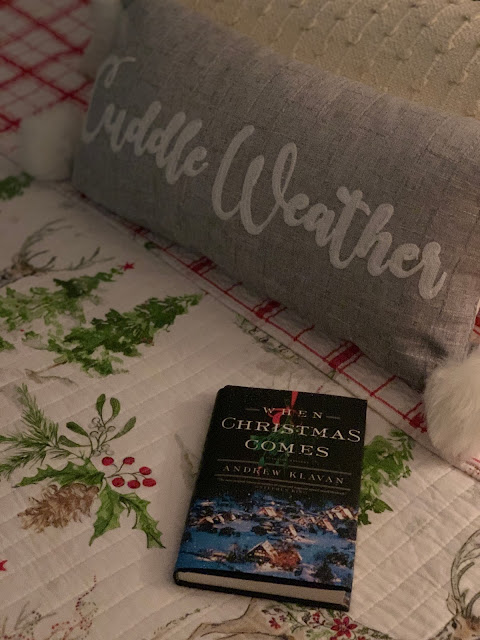 Cuddle Weather
WHEN
CHRISTMAS
COMES
ANDREW KLAVAN